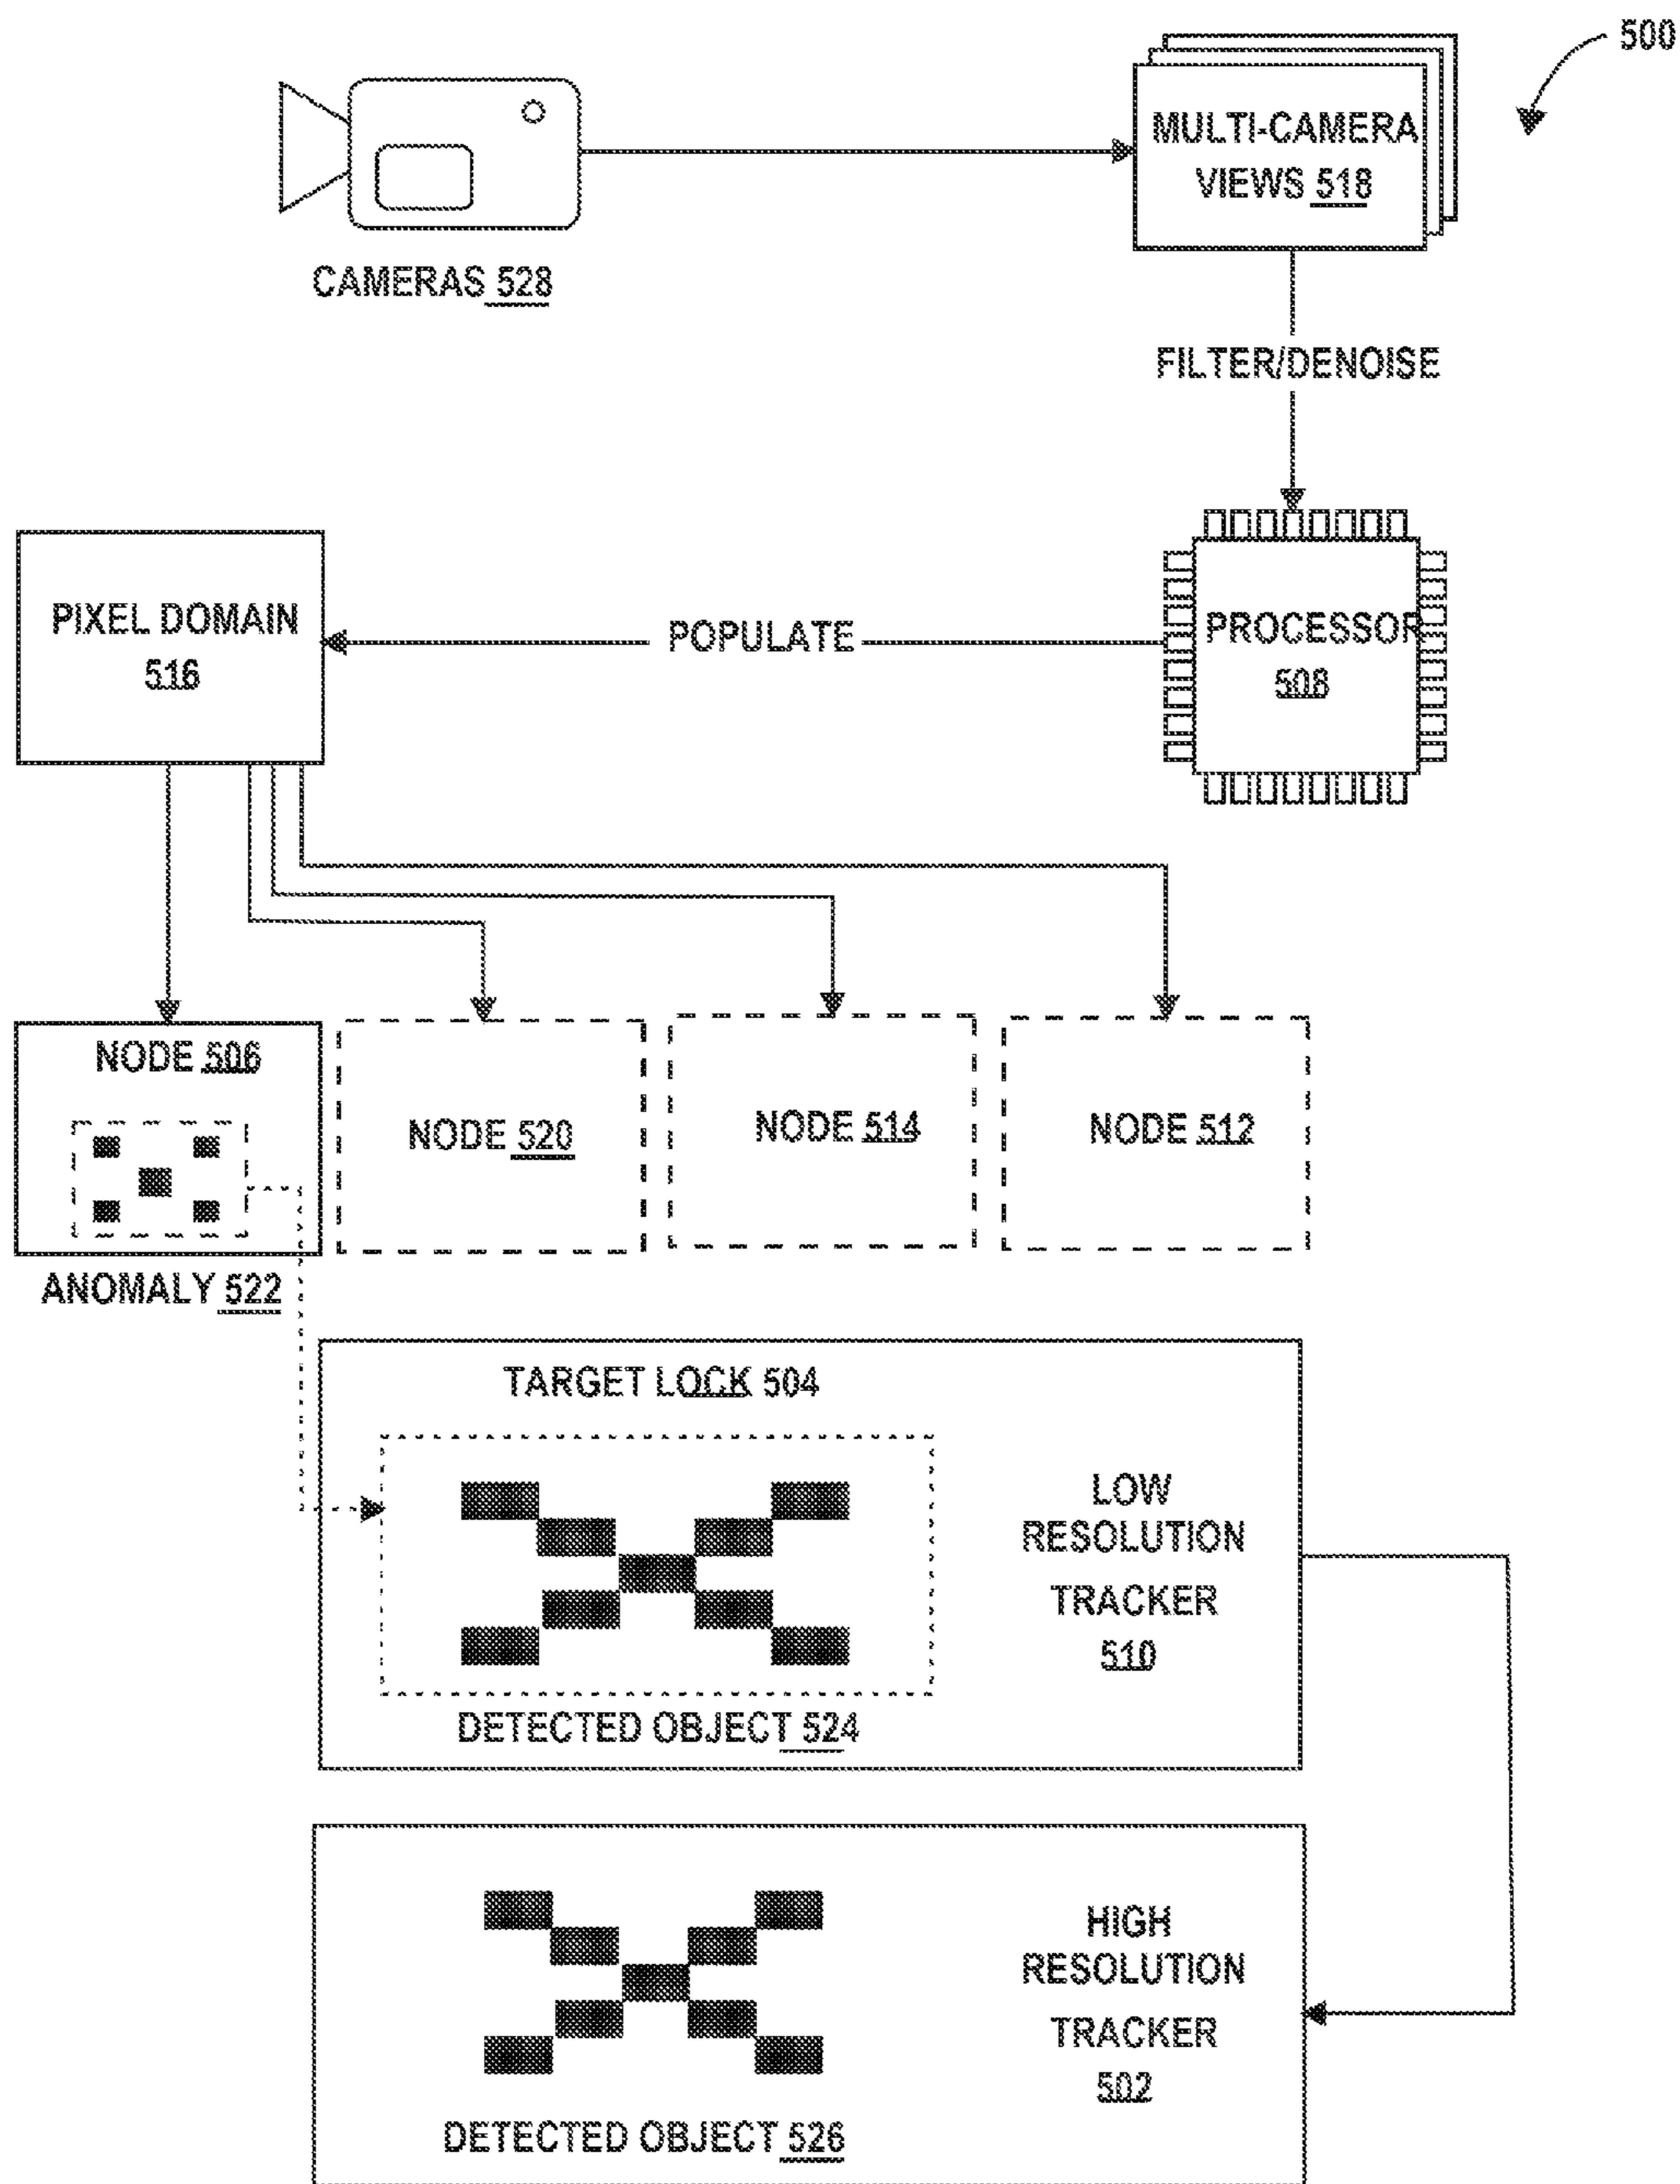 500
MULTI-CAMERA
VIEWS 518
CAMERAS 528
FILTER/DENOISE
PIXEL DOMAIN
516
POPULATE
PROCESSOR
508
NODE 506
NODE 520
NODE 514
NODE 512
ANOMALY 522
TARGET LOCK 504
LOW
RESOLUTION
TRACKER
510
DETECTED OBJECT 524
HIGH
RESOLUTION
TRACKER
502
DETECTED OBJECT 526